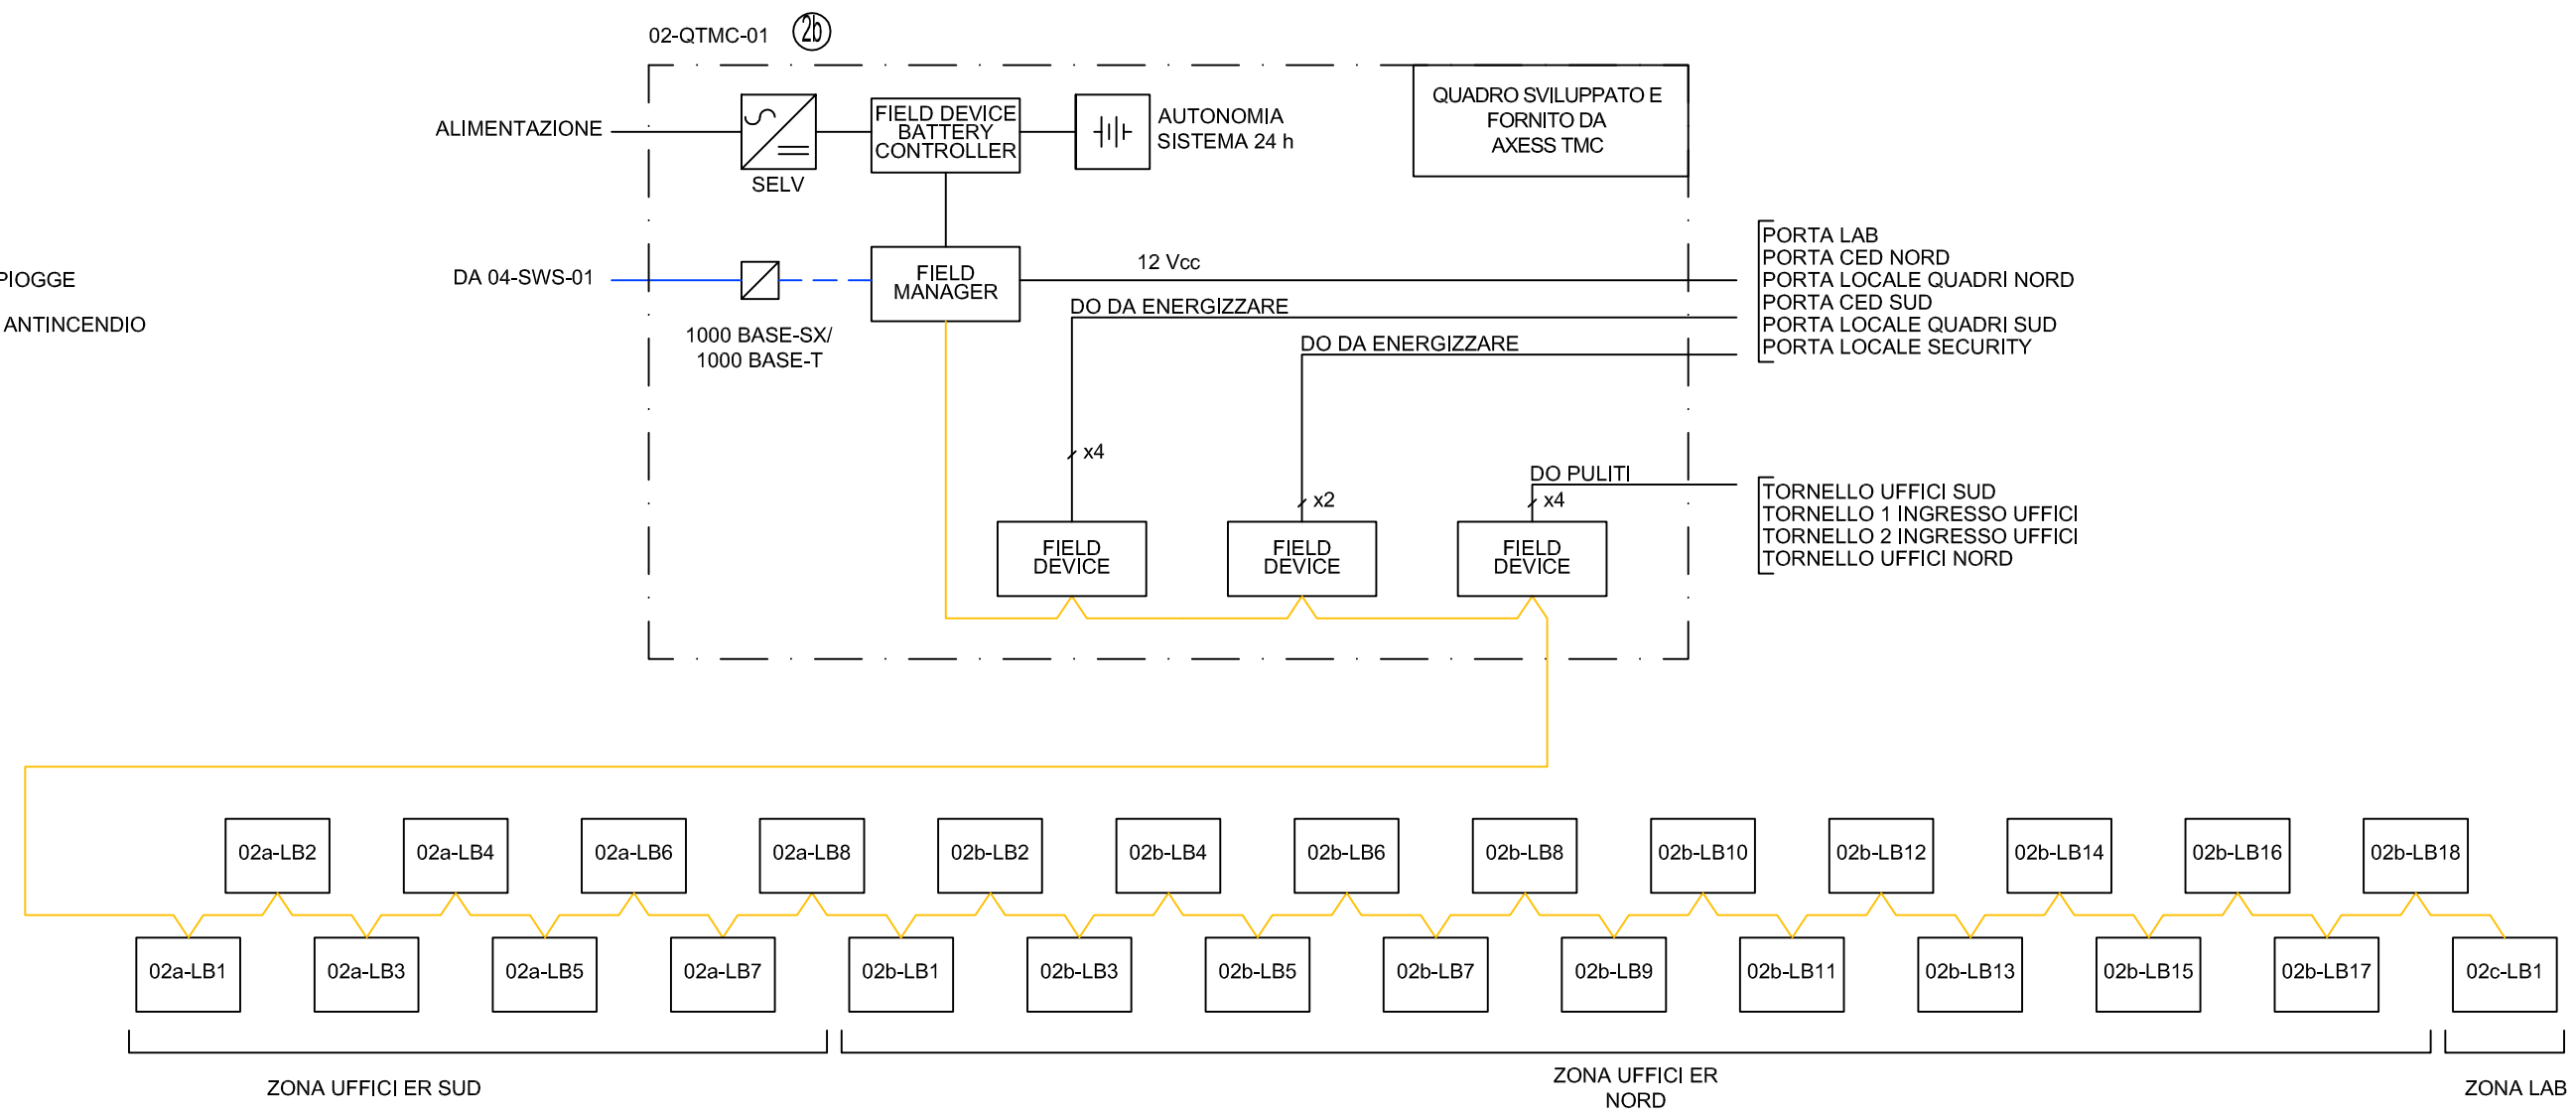 02-QTMC-01
2b
QUADRO SVILUPPATO E
FORNITO DA
AXESS TMC
ALIMENTAZIONE
SELV
FIELD DEVICE
BATTERY
CONTROLLER
AUTONOMIA
SISTEMA 24 h
PIOGGE
ANTINCENDIO
DA 04-SWS-01
1000 BASE-SX/
1000 BASE-T
FIELD
MANAGER
12 Vcc
DO DA ENERGIZZARE
DO DA ENERGIZZARE
PORTA LAB
PORTA CED NORD
PORTA LOCALE QUADRI NORD
PORTA CED SUD
PORTA LOCALE QUADRI SUD
PORTA LOCALE SECURITY
x4
x2
DO PULITI
x4
TORNELLO UFFICI SUD
TORNELLO 1 INGRESSO UFFICI
TORNELLO 2 INGRESSO UFFICI
TORNELLO UFFICI NORD
FIELD
DEVICE
FIELD
DEVICE
FIELD
DEVICE
02a-LB2
02a-LB4
02a-LB6
02a-LB8
02b-LB2
02b-LB4
02b-LB6
02b-LB8
02b-LB10
02b-LB12
02b-LB14
02b-LB16
02b-LB18
02a-LB1
02a-LB3
02a-LB5
02a-LB7
02b-LB1
02b-LB3
02b-LB5
02b-LB7
02b-LB9
02b-LB11
02b-LB13
02b-LB15
02b-LB17
02c-LB1
ZONA UFFICI ER SUD
ZONA UFFICI ER
NORD
ZONA LAB